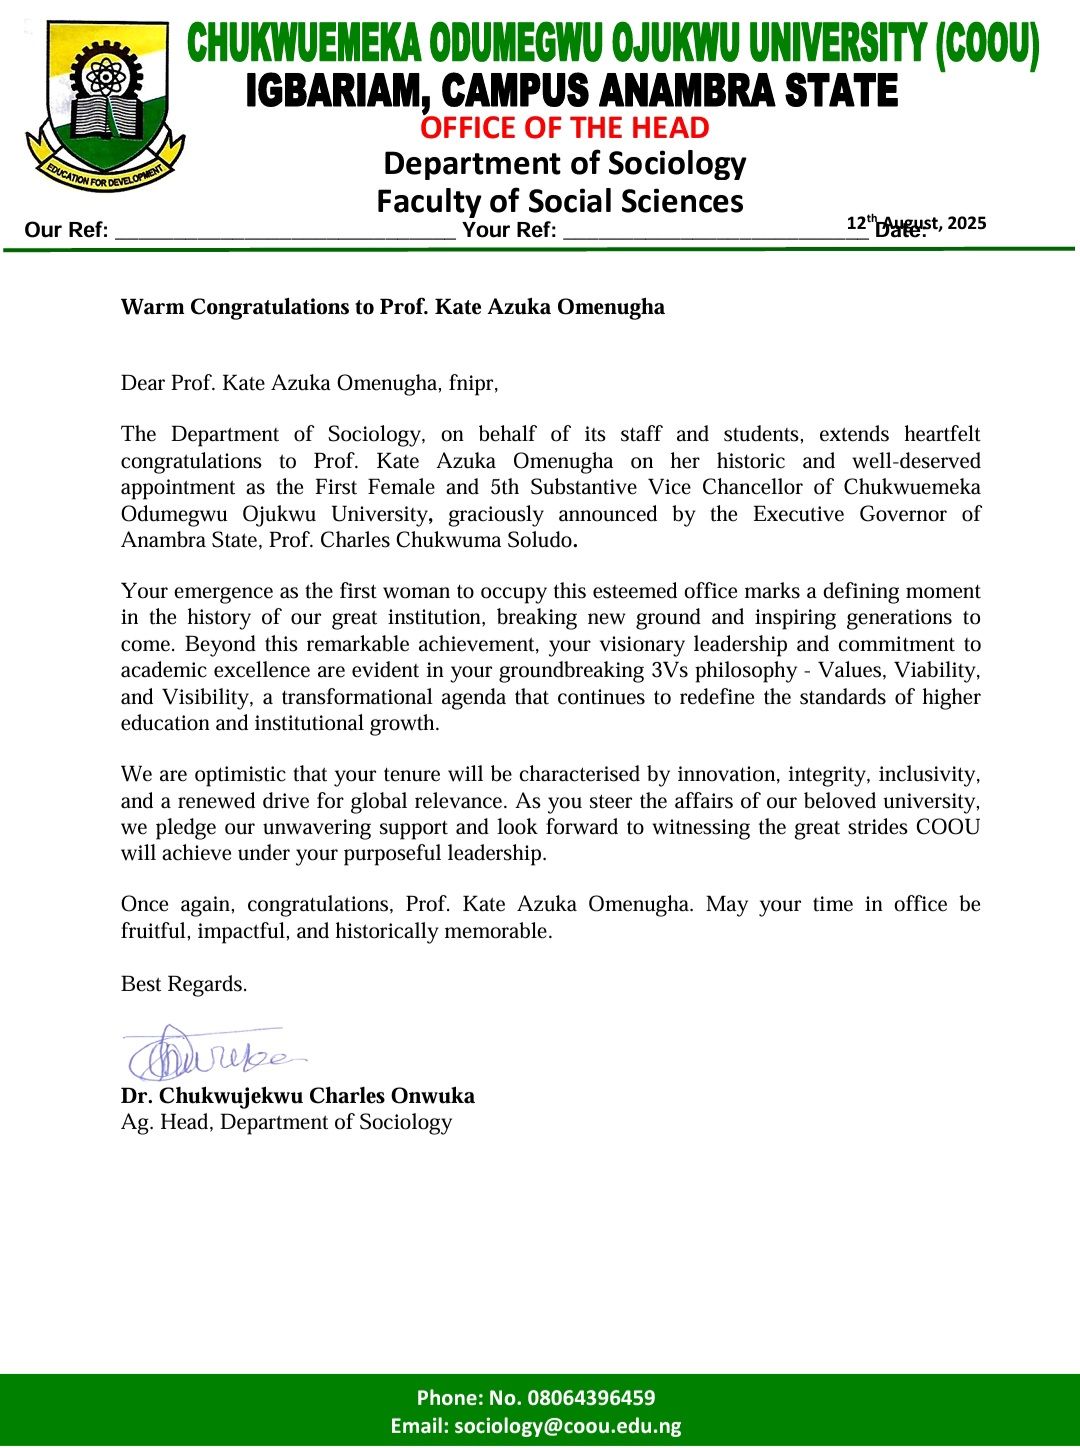 CHUKWUEMEKA ODUMEGWU OJUKWU UNIVERSITY (COOU)
IGBARIAM, CAMPUS ANAMBRA STATE
OFFICE OF THE HEAD
Department of Sociology
Faculty of Social Sciences
EDUCATION FOR DEVELOPMENT
Our Ref: ____________________________ Your Ref: _________________________ Date: 12th August, 2025
Warm Congratulations to Prof. Kate Azuka Omenugha
Dear Prof. Kate Azuka Omenugha, fnipr,
The Department of Sociology, on behalf of its staff and students, extends heartfelt
congratulations to Prof. Kate Azuka Omenugha on her historic and well-deserved
appointment as the First Female and 5th Substantive Vice Chancellor of Chukwuemeka
Odumegwu Ojukwu University, graciously announced by the Executive Governor of
Anambra State, Prof. Charles Chukwuma Soludo.
Your emergence as the first woman to occupy this esteemed office marks a defining moment
in the history of our great institution, breaking new ground and inspiring generations to
come. Beyond this remarkable achievement, your visionary leadership and commitment to
academic excellence are evident in your groundbreaking 3Vs philosophy - Values, Viability,
and Visibility, a transformational agenda that continues to redefine the standards of higher
education and institutional growth.
We are optimistic that your tenure will be characterised by innovation, integrity, inclusivity,
and a renewed drive for global relevance. As you steer the affairs of our beloved university,
we pledge our unwavering support and look forward to witnessing the great strides COOU
will achieve under your purposeful leadership.
Once again, congratulations, Prof. Kate Azuka Omenugha. May your time in office be
fruitful, impactful, and historically memorable.
Best Regards.
Dr. Chukwujekwu Charles Onwuka
Ag. Head, Department of Sociology
Phone: No. 08064396459
Email: sociology@coou.edu.ng